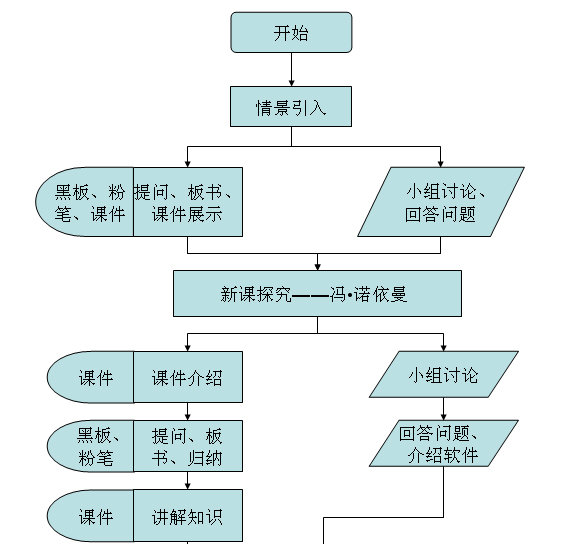 开始
情景引入
黑板、粉
笔、课件
提问、板书、
课件展示
小组讨论、
回答问题
新课探究——冯•诺依曼
课件
课件介绍
小组讨论
黑板、
粉笔
提问、板
书、归纳
回答问题、
介绍软件
课件
讲解知识